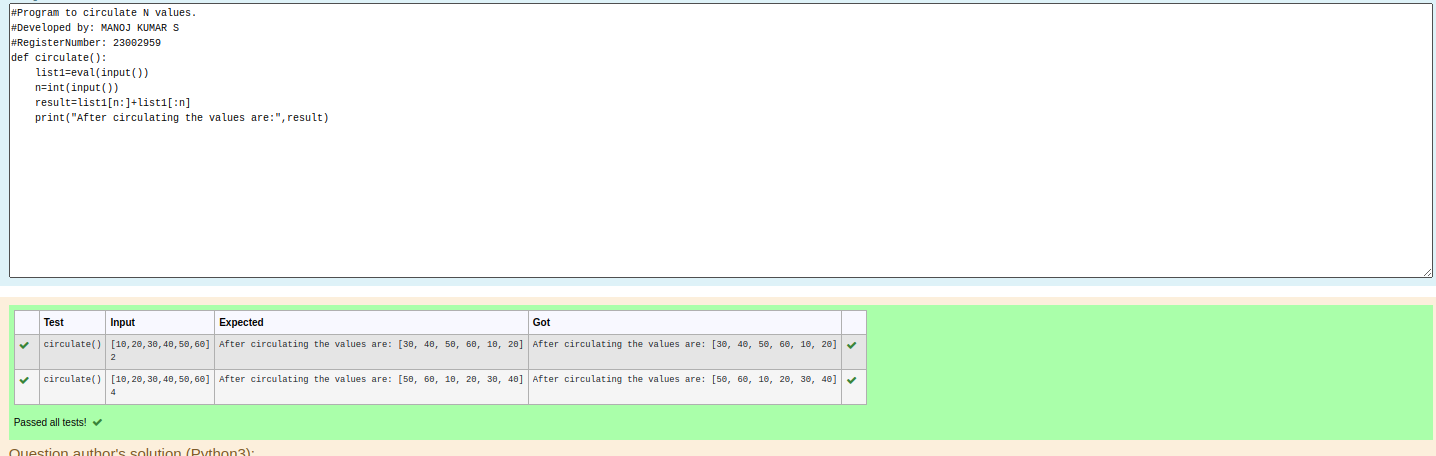 #Program to circulate N values.
#Developed by: MANOJ KUMAR S
#RegisterNumber: 23002959
def circulate():
    list1=eval(input())
    n=int(input())
    result=list1[n:]+list1[:n]
    print("After circulating the values are:",result)
Test Input Expected Got
circulate() [10,20,30,40,50,60] After circulating the values are: [30, 40, 50, 60, 10, 20] After circulating the values are: [30, 40, 50, 60, 10, 20]
2
circulate() [10,20,30,40,50,60] After circulating the values are: [50, 60, 10, 20, 30, 40] After circulating the values are: [50, 60, 10, 20, 30, 40]
4
Passed all tests!
Question author's solution (Python3):